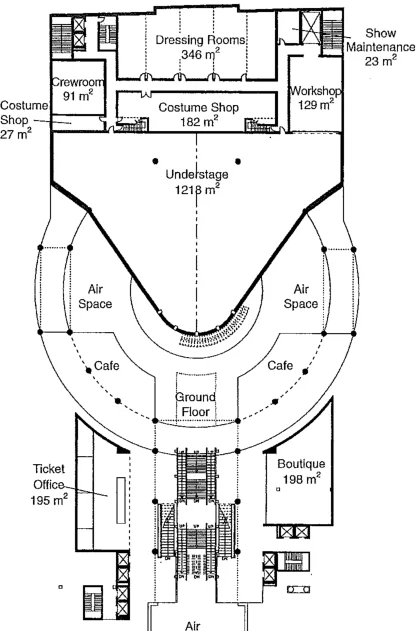 Dressing Rooms
346 m²
Show
Maintenance
23 m²
Crewroom
91 m²
Workshop
129 m²
Costume
Shop
27 m²
Costume Shop
182 m²
Understage
1218 m²
Air
Space
Air
Space
Cafe
Cafe
Ground
Floor
Ticket
Office
195 m²
Boutique
198 m²
Air